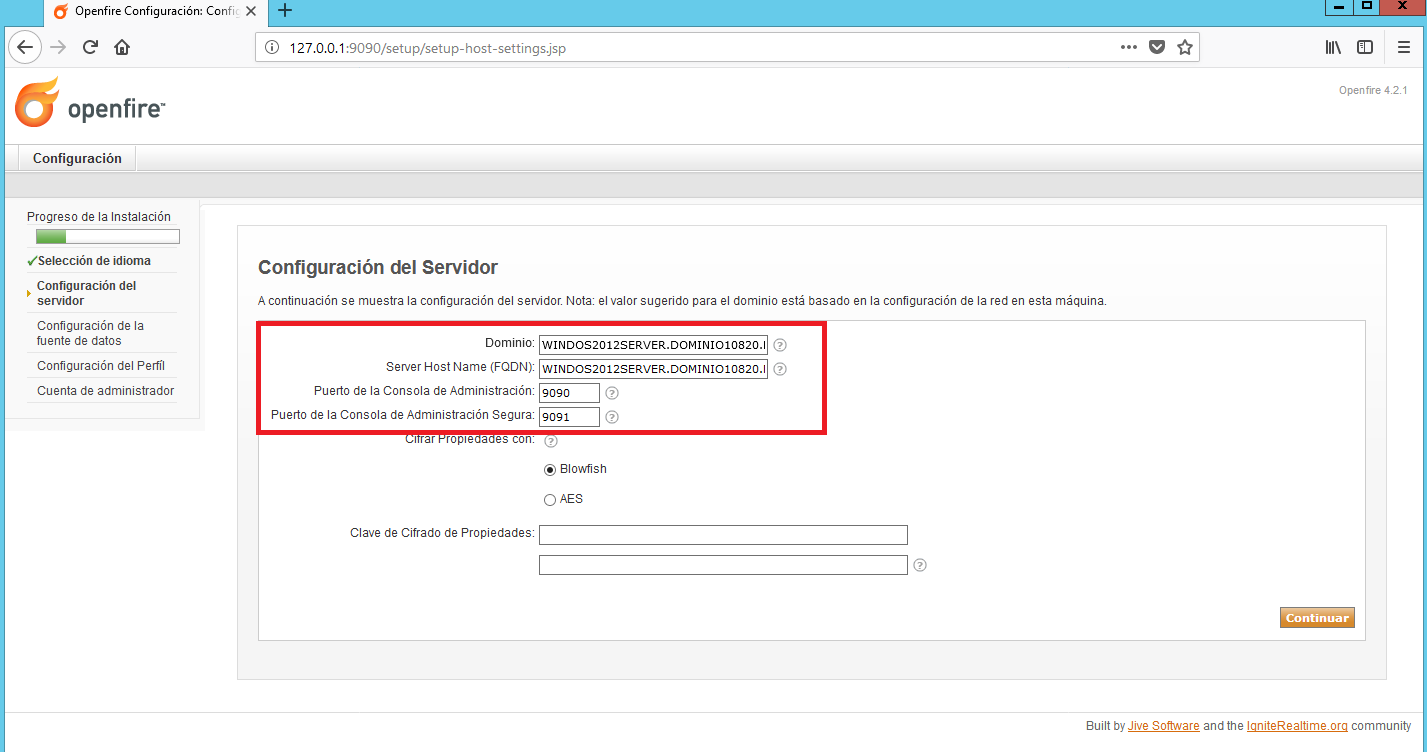 Openfire Configuración: Config
127.0.0.1:9090/setup/setup-host-settings.jsp
openfire™
Openfire 4.2.1
Configuración
Progreso de la Instalación
Selección de idioma
Configuración del
servidor
Configuración de la
fuente de datos
Configuración del Perfíl
Cuenta de administrador
Configuración del Servidor
A continuación se muestra la configuración del servidor. Nota: el valor sugerido para el dominio está basado en la configuración de la red en esta máquina.
Dominio: WINDOS2012SERVER.DOMINIO10820.
Server Host Name (FQDN): WINDOS2012SERVER.DOMINIO10820.
Puerto de la Consola de Administración: 9090
Puerto de la Consola de Administración Segura: 9091
Cifrar Propiedades con:
Blowfish
AES
Clave de Cifrado de Propiedades:
Continuar
Built by Jive Software and the IgniteRealtime.org community